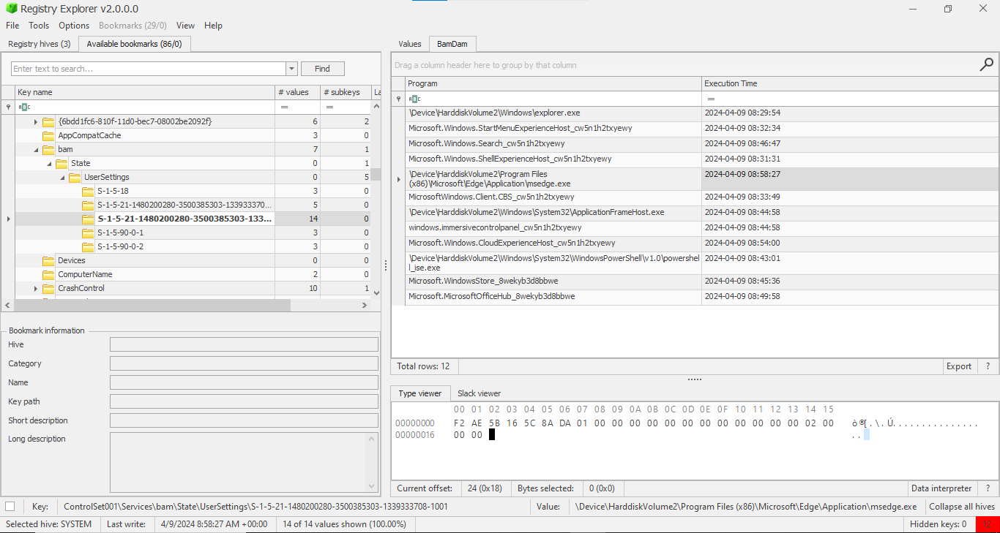 Registry Explorer v2.0.0.0
File Tools Options Bookmarks (29/0) View Help
Registry hives (3) Available bookmarks (86/0)
Enter text to search... Find
Key name # values # subkeys La
ABC = =
{6bdd1fc6-810f-11d0-bec7-08002be2092f} 6 2
AppCompatCache 3 0
bam 7 1
State 0 1
UserSettings 0 5
S-1-5-18 3 0
S-1-5-21-1480200280-3500385303-133933370... 5 0
S-1-5-21-1480200280-3500385303-133... 14 0
S-1-5-90-0-1 3 0
S-1-5-90-0-2 3 0
Devices 0 0
ComputerName 2 0
CrashControl 10 1
Bookmark information
Hive
Category
Name
Key path
Short description
Long description
Values BamDam
Drag a column header here to group by that column
Program Execution Time
ABC =
\Device\HarddiskVolume2\Windows\explorer.exe 2024-04-09 08:29:54
Microsoft.Windows.StartMenuExperienceHost_cw5n1h2txyewy 2024-04-09 08:32:34
Microsoft.Windows.Search_cw5n1h2txyewy 2024-04-09 08:46:47
Microsoft.Windows.ShellExperienceHost_cw5n1h2txyewy 2024-04-09 08:31:31
\Device\HarddiskVolume2\Program Files 2024-04-09 08:58:27
(x86)\Microsoft\Edge\Application\msedge.exe
MicrosoftWindows.Client.CBS_cw5n1h2txyewy 2024-04-09 08:33:49
\Device\HarddiskVolume2\Windows\System32\ApplicationFrameHost.exe 2024-04-09 08:44:58
windows.immersivecontrolpanel_cw5n1h2txyewy 2024-04-09 08:44:58
Microsoft.Windows.CloudExperienceHost_cw5n1h2txyewy 2024-04-09 08:54:00
\Device\HarddiskVolume2\Windows\System32\WindowsPowerShell\v1.0\powershel 2024-04-09 08:43:01
l_ise.exe
Microsoft.WindowsStore_8wekyb3d8bbwe 2024-04-09 08:45:36
Microsoft.MicrosoftOfficeHub_8wekyb3d8bbwe 2024-04-09 08:49:58
Total rows: 12 Export ?
Type viewer Slack viewer
00 01 02 03 04 05 06 07 08 09 0A 0B 0C 0D 0E 0F 10 11 12 13 14 15
00000000 F2 AE 5B 16 5C 8A DA 01 00 00 00 00 00 00 00 00 00 00 00 00 02 00 ò®[.\.Ú...............
00000016 00 00 ..
Current offset: 24 (0x18) Bytes selected: 0 (0x0) Data interpreter ?
Key: ControlSet001\Services\bam\State\UserSettings\S-1-5-21-1480200280-3500385303-1339333708-1001 Value: \Device\HarddiskVolume2\Program Files (x86)\Microsoft\Edge\Application\msedge.exe Collapse all hives
Selected hive: SYSTEM Last write: 4/9/2024 8:58:27 AM +00:00 14 of 14 values shown (100.00%) Hidden keys: 0 12